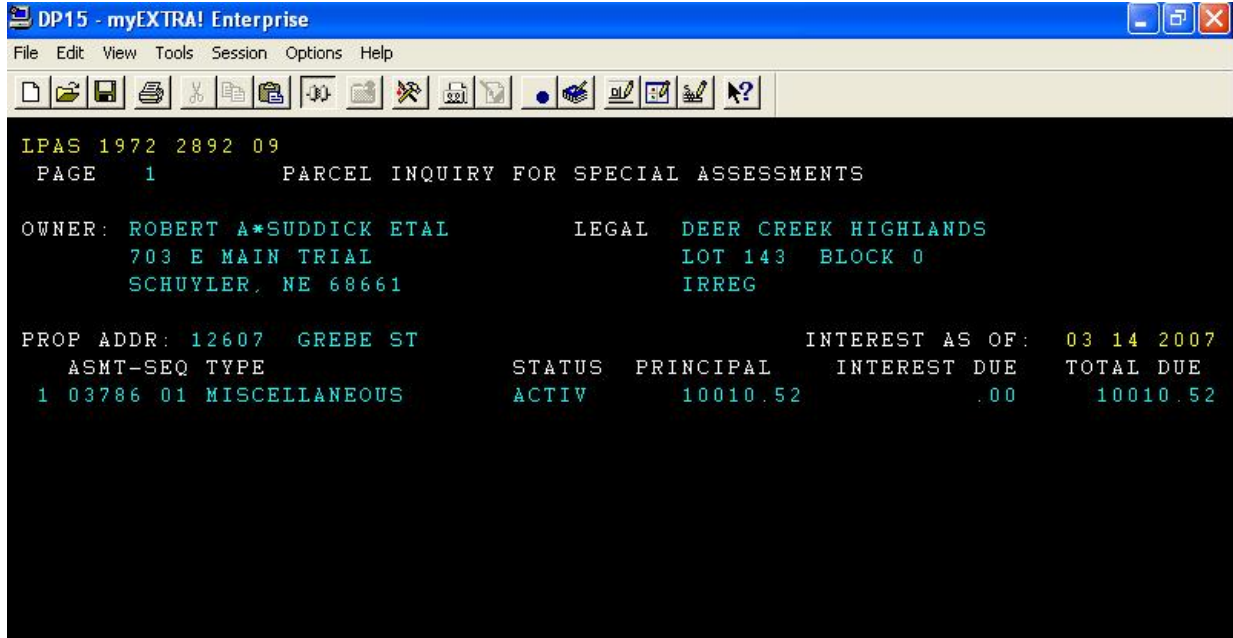 DP15 - myEXTRA! Enterprise
File Edit View Tools Session Options Help
LPAS 1972 2892 09
PAGE 1 PARCEL INQUIRY FOR SPECIAL ASSESSMENTS
OWNER: ROBERT A*SUDDICK ETAL LEGAL DEER CREEK HIGHLANDS
703 E MAIN TRIAL LOT 143 BLOCK 0
SCHUYLER, NE 68661 IRREG
PROP ADDR: 12607 GREBE ST INTEREST AS OF: 03 14 2007
ASMT-SEQ TYPE STATUS PRINCIPAL INTEREST DUE TOTAL DUE
1 03786 01 MISCELLANEOUS ACTIV 10010.52 .00 10010.52